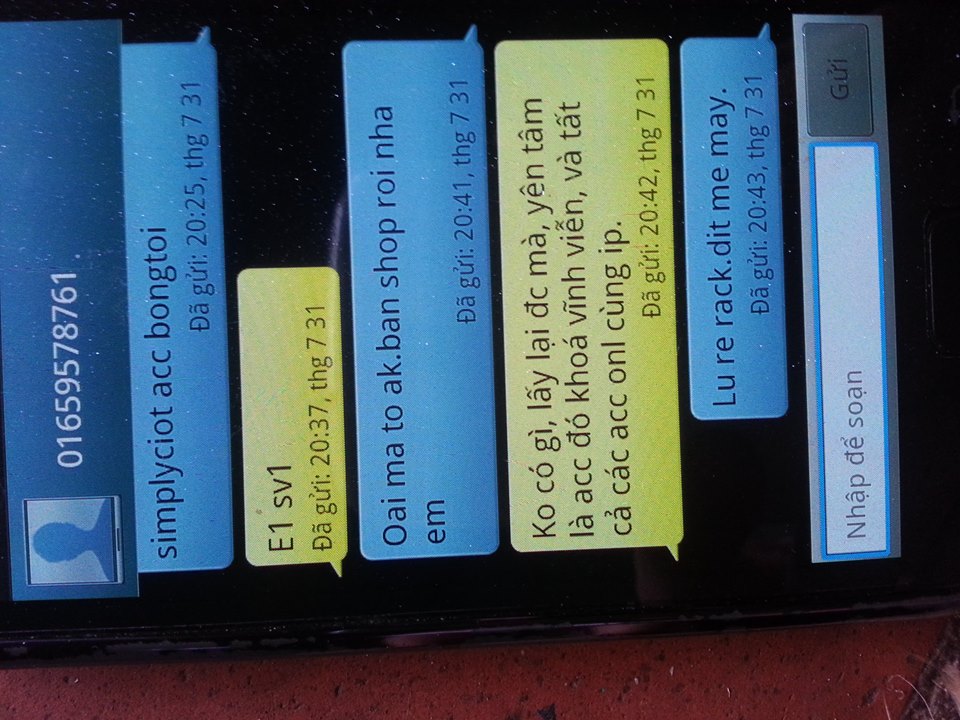 01659578761
simplyciot acc bongtoi
Đã gửi: 20:25, thg 7 31
E1 sv1
Đã gửi: 20:37, thg 7 31
Oai ma to ak.ban shop roi nha
em
Đã gửi: 20:41, thg 7 31
Ko có gì, lấy lại đc mà, yên tâm
là acc đó khoá vĩnh viễn, và tất
cả các acc onl cùng ip.
Đã gửi: 20:42, thg 7 31
Lu re rack.dit me may.
Đã gửi: 20:43, thg 7 31
Nhập để soạn
Gửi